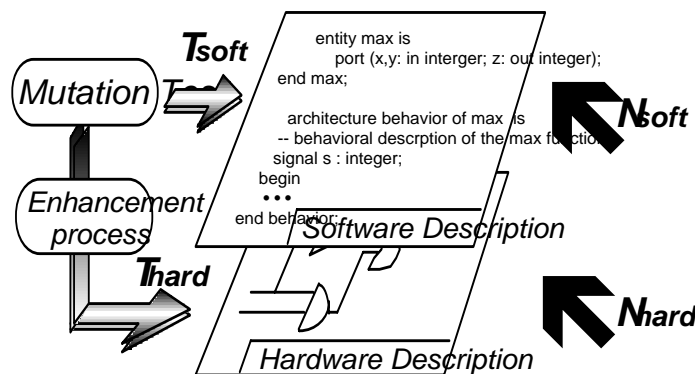 Tsoft
entity max is
port (x,y: in interger; z: out integer);
end max;
Mutation
Nsoft
architecture behavior of max is
-- behavioral descrption of the max function
signal s : integer;
begin
•••
end behavior;
Enhancement
process
Software Description
Thard
Nhard
Hardware Description